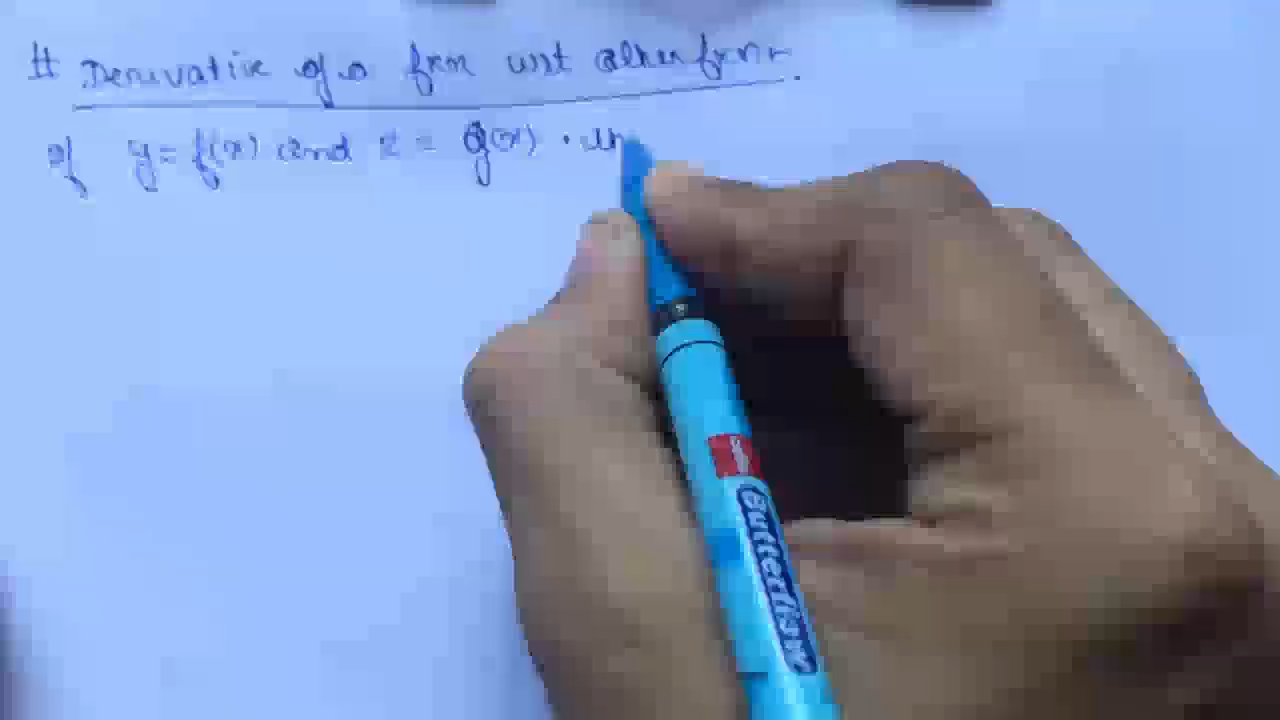 # Derivative of a fxn wrt other fxn.
If y = f(x) and z = g(x).
Butterflow